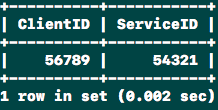 +----------+-----------+
| ClientID | ServiceID |
+----------+-----------+
|    56789 |     54321 |
+----------+-----------+
1 row in set (0.002 sec)